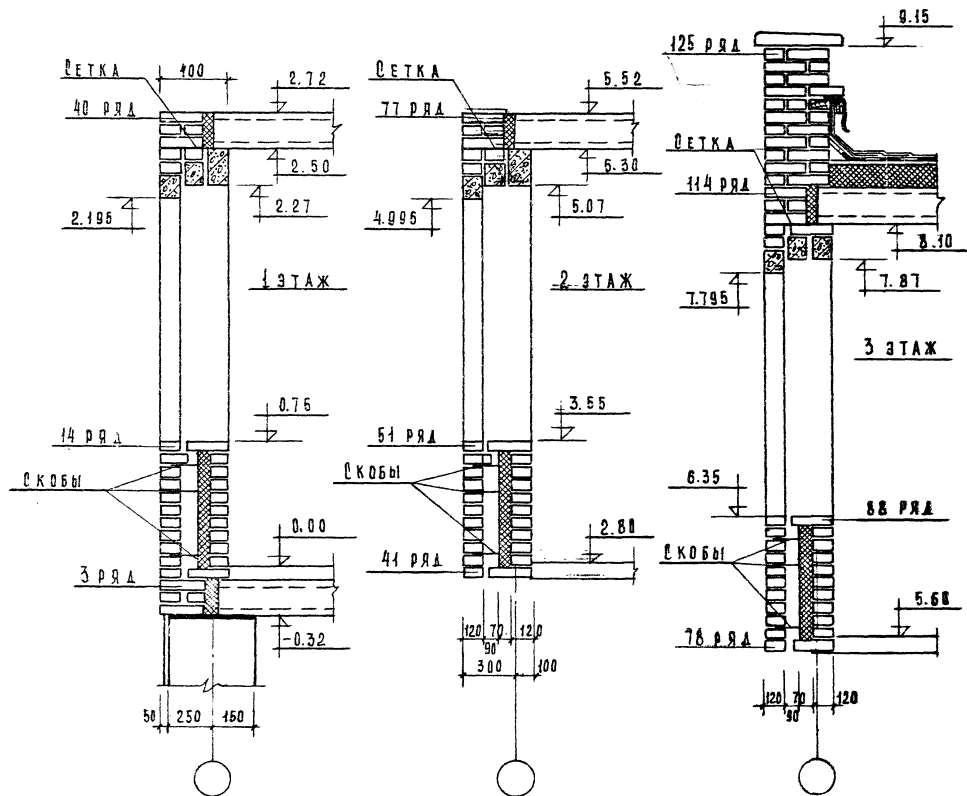 Сетка
400
2.72
40 ряд
2.50
2.27
2.195
1 этаж
0.75
14 ряд
Скобы
0.00
3 ряд
-0.32
50 250 150
Сетка
5.52
77 ряд
5.30
5.07
4.995
2 этаж
3.55
51 ряд
Скобы
2.80
41 ряд
120 70 120
90
300 100
9.15
125 ряд
Сетка
114 ряд
8.10
7.87
7.795
3 этаж
6.35
88 ряд
Скобы
5.60
78 ряд
120 70 120
90